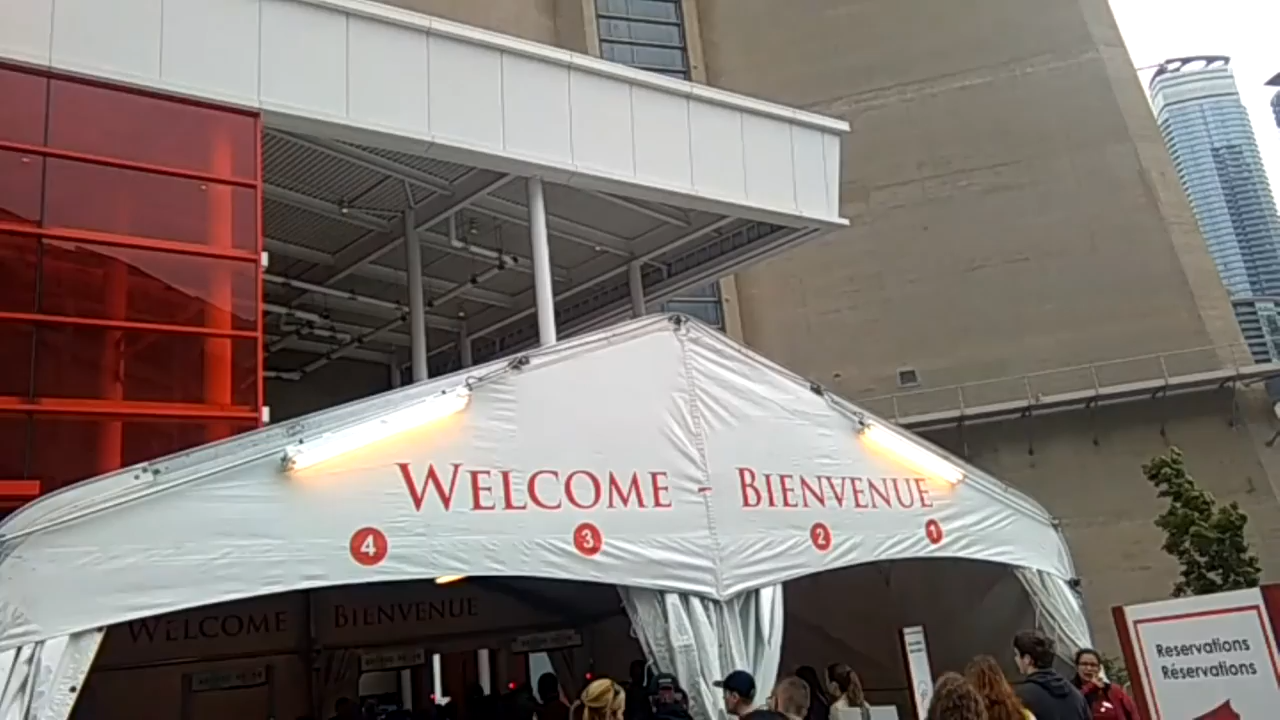 WELCOME - BIENVENUE
4 3 2 1
WELCOME BIENVENUE
Reservations
Réservations